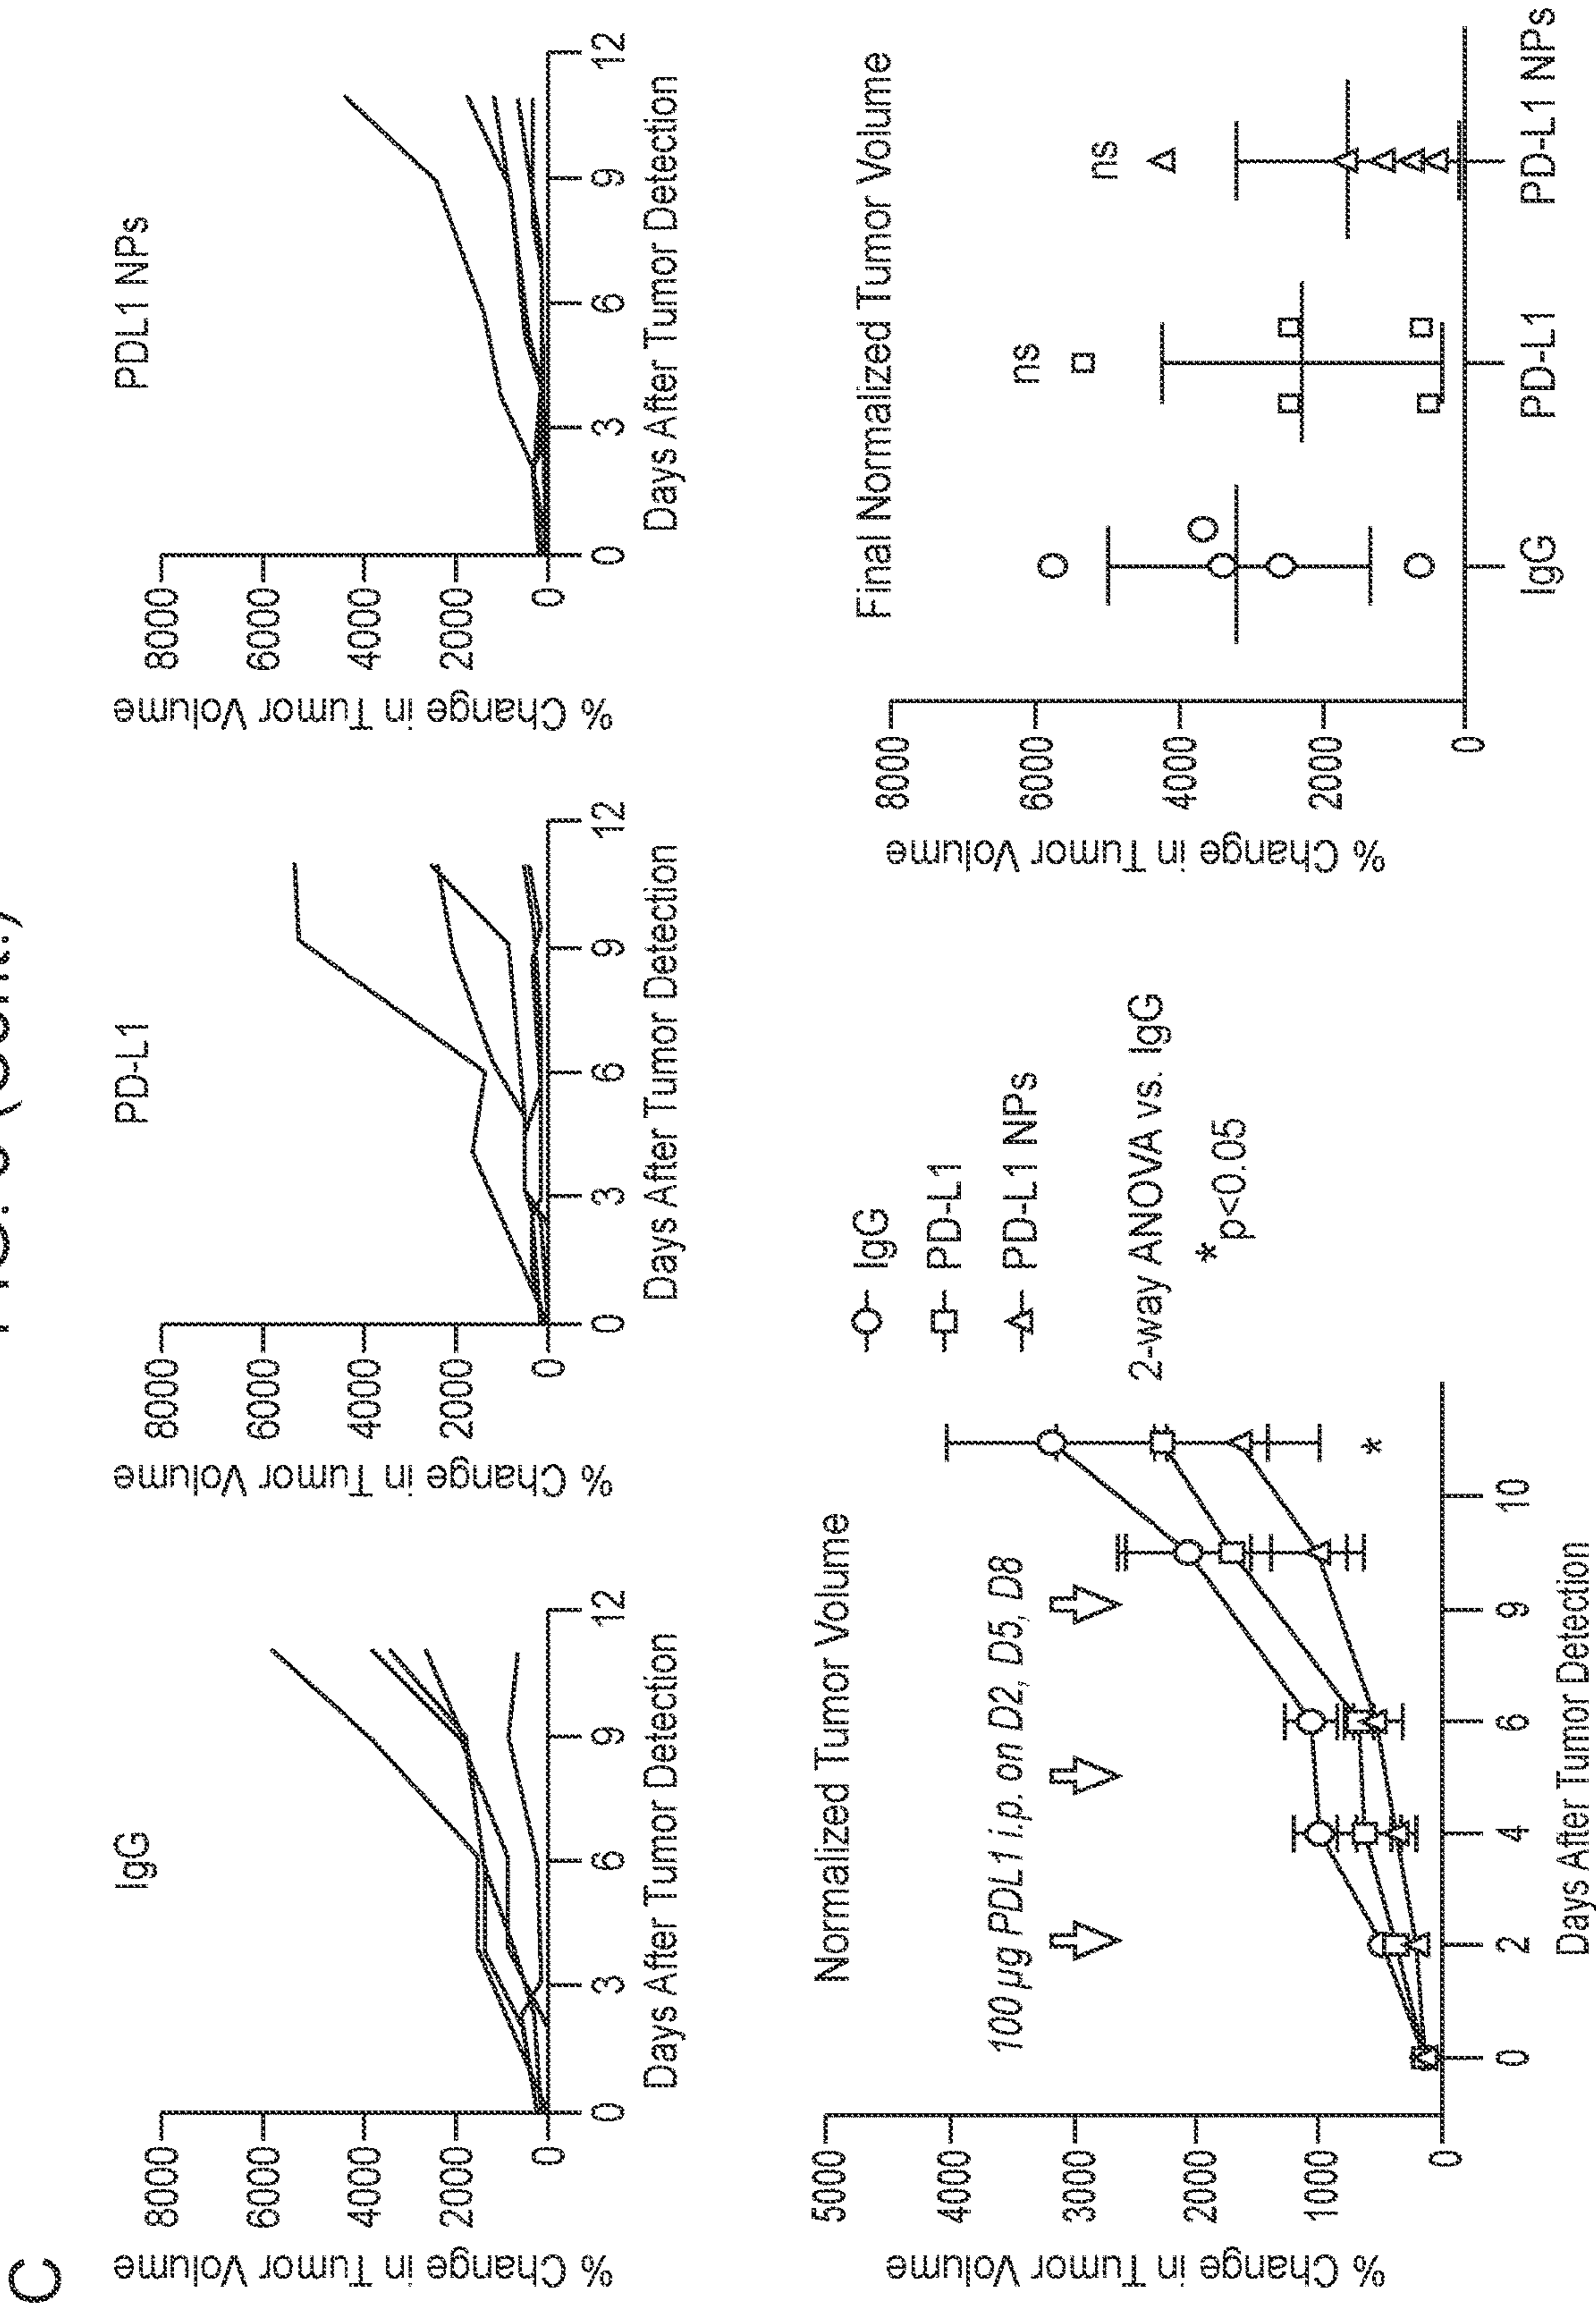 C
IgG
% Change in Tumor Volume
8000
6000
4000
2000
0
0 3 6 9 12
Days After Tumor Detection
PD-L1
% Change in Tumor Volume
8000
6000
4000
2000
0
0 3 6 9 12
Days After Tumor Detection
PDL1 NPs
% Change in Tumor Volume
8000
6000
4000
2000
0
0 3 6 9 12
Days After Tumor Detection
Normalized Tumor Volume
% Change in Tumor Volume
5000
4000
3000
2000
1000
0
100 µg PDL1 i.p. on D2, D5, D8
*
0 2 4 6 9 10
Days After Tumor Detection
IgG
PD-L1
PD-L1 NPs
2-way ANOVA vs. IgG
*p<0.05
Final Normalized Tumor Volume
% Change in Tumor Volume
8000
6000
4000
2000
0
ns
ns
IgG PD-L1 PD-L1 NPs